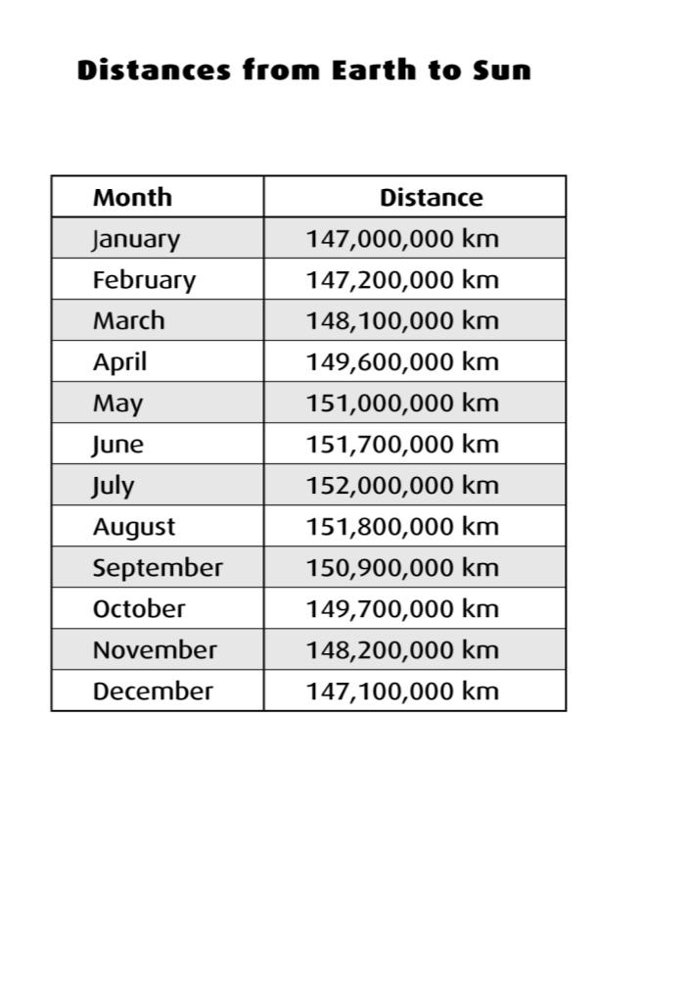 Distances from Earth to Sun
Month Distance
January 147,000,000 km
February 147,200,000 km
March 148,100,000 km
April 149,600,000 km
May 151,000,000 km
June 151,700,000 km
July 152,000,000 km
August 151,800,000 km
September 150,900,000 km
October 149,700,000 km
November 148,200,000 km
December 147,100,000 km